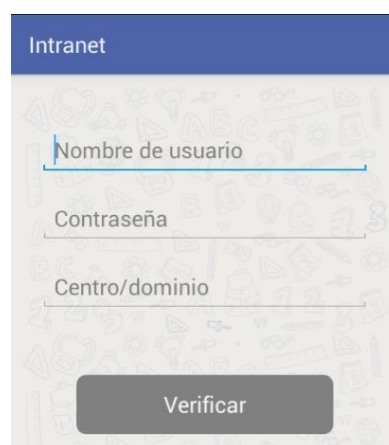 Intranet
Nombre de usuario
Contraseña
Centro/dominio
Verificar